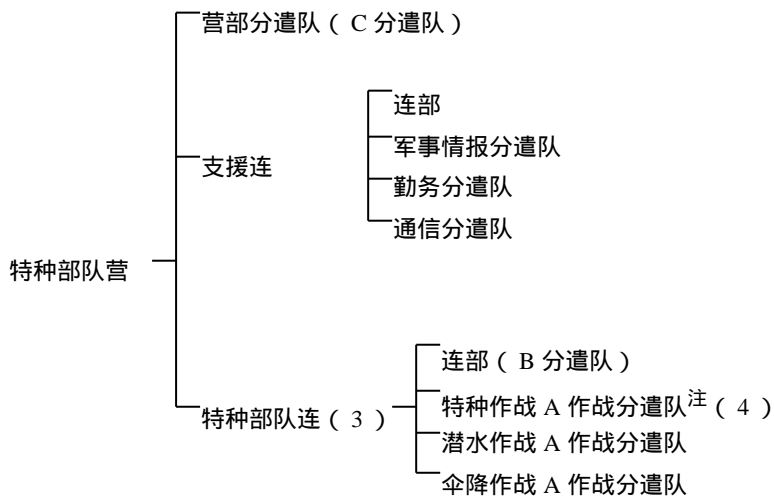 营部分遣队（ C 分遣队 ）
连部
军事情报分遣队
支援连
勤务分遣队
通信分遣队
特种部队营
连部（ B 分遣队 ）
特种部队连（ 3 ）
特种作战 A 作战分遣队注（ 4 ）
潜水作战 A 作战分遣队
伞降作战 A 作战分遣队